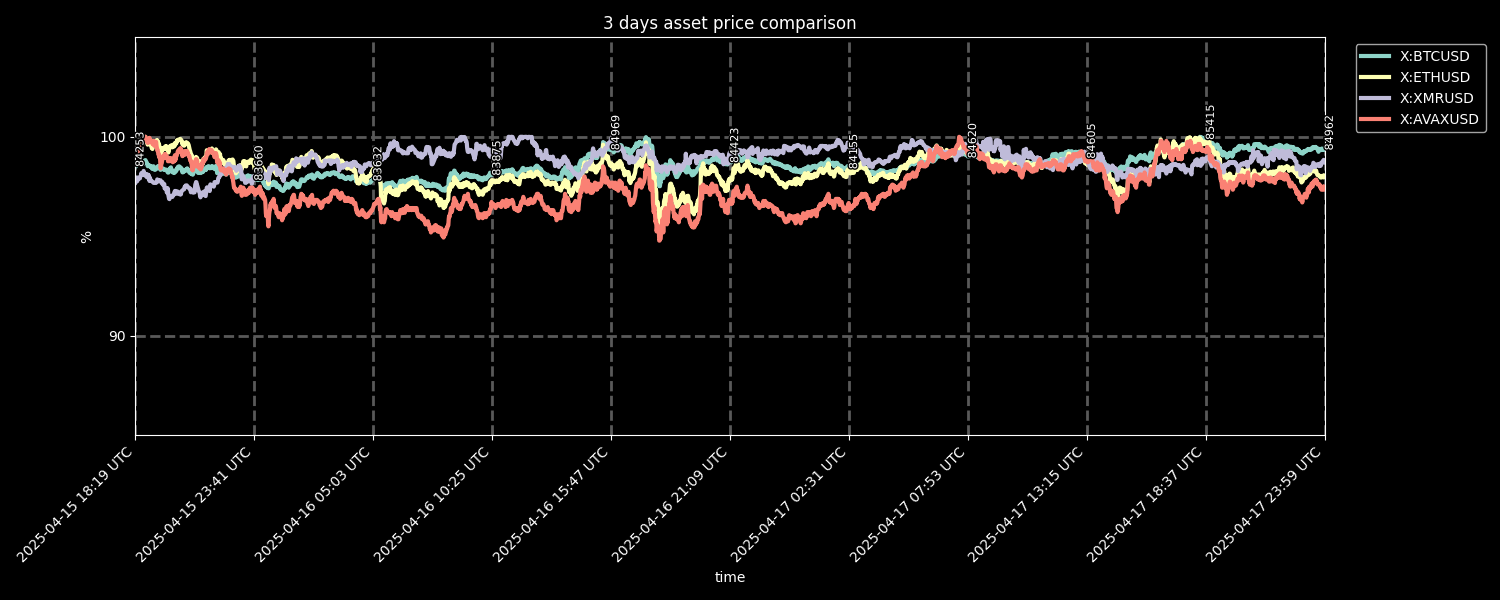 3 days asset price comparison
X:BTCUSD
X:ETHUSD
X:XMRUSD
X:AVAXUSD
100
90
%
84253
83660
83632
83875
84969
84423
84155
84620
84605
85415
84962
2025-04-15 18:19 UTC
2025-04-15 23:41 UTC
2025-04-16 05:03 UTC
2025-04-16 10:25 UTC
2025-04-16 15:47 UTC
2025-04-16 21:09 UTC
2025-04-17 02:31 UTC
2025-04-17 07:53 UTC
2025-04-17 13:15 UTC
2025-04-17 18:37 UTC
2025-04-17 23:59 UTC
time